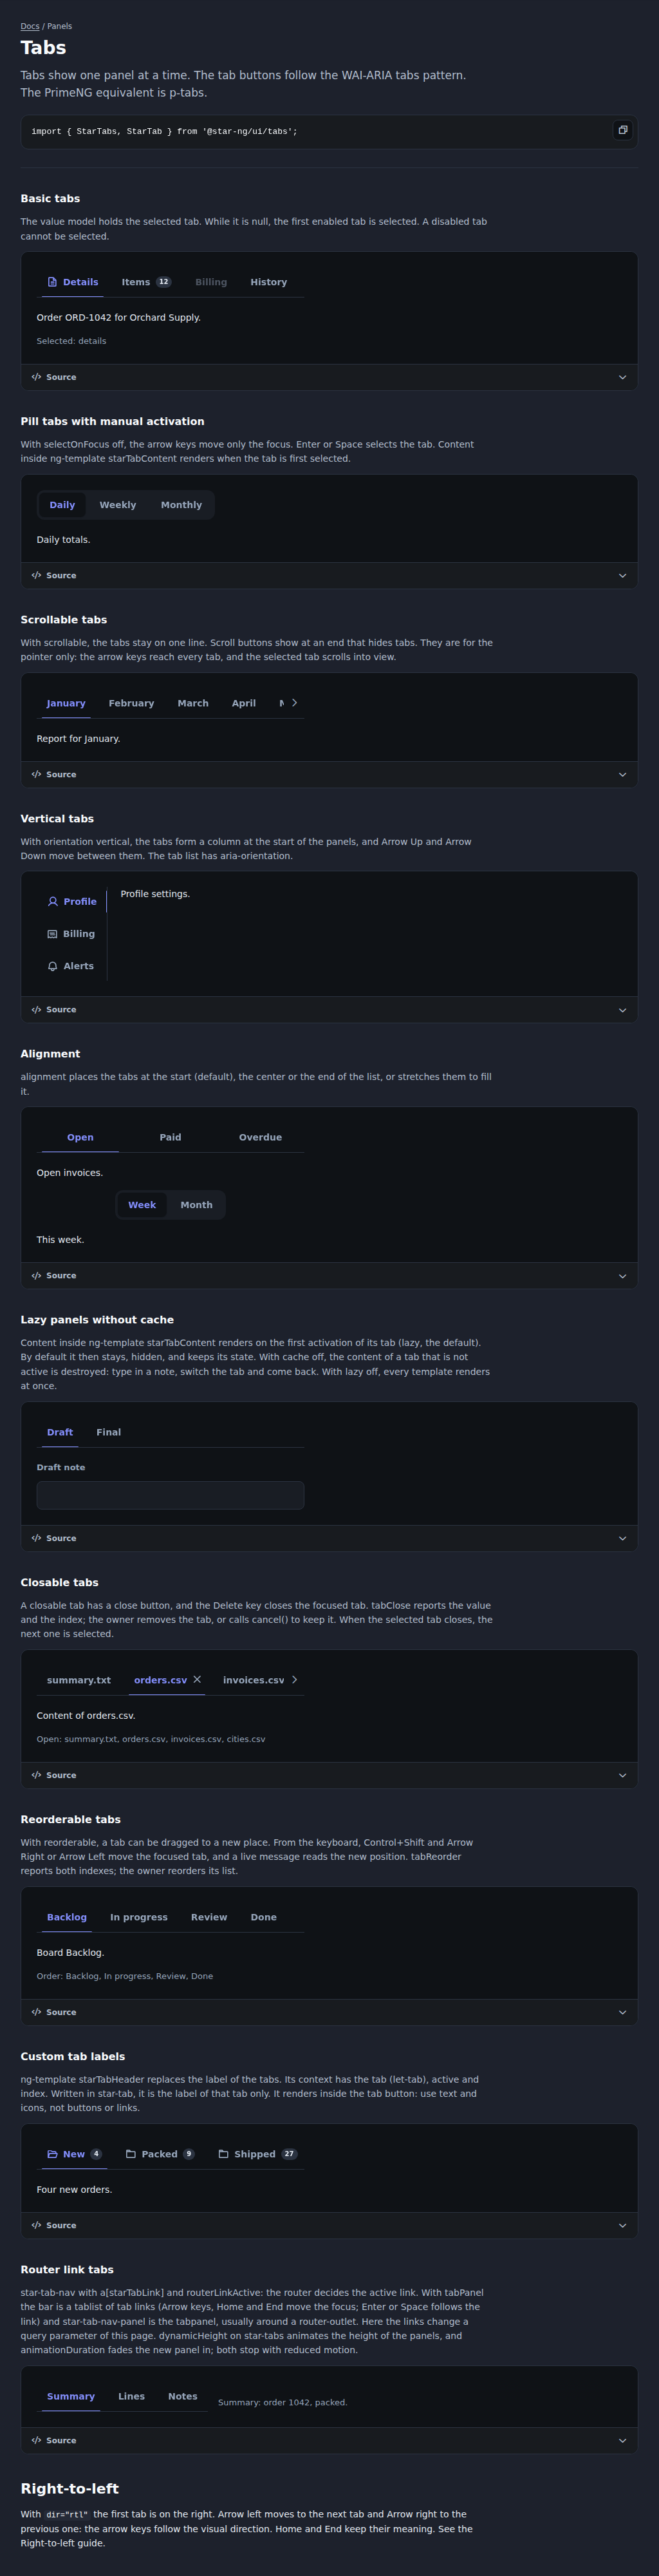 Docs / Panels
Tabs
Tabs show one panel at a time. The tab buttons follow the WAI-ARIA tabs pattern.
The PrimeNG equivalent is p-tabs.
import { StarTabs, StarTab } from '@star-ng/ui/tabs';
Basic tabs
The value model holds the selected tab. While it is null, the first enabled tab is selected. A disabled tab
cannot be selected.
Details Items 12 Billing History
Order ORD-1042 for Orchard Supply.
Selected: details
Source
Pill tabs with manual activation
With selectOnFocus off, the arrow keys move only the focus. Enter or Space selects the tab. Content
inside ng-template starTabContent renders when the tab is first selected.
Daily Weekly Monthly
Daily totals.
Source
Scrollable tabs
With scrollable, the tabs stay on one line. Scroll buttons show at an end that hides tabs. They are for the
pointer only: the arrow keys reach every tab, and the selected tab scrolls into view.
January February March April
Report for January.
Source
Vertical tabs
With orientation vertical, the tabs form a column at the start of the panels, and Arrow Up and Arrow
Down move between them. The tab list has aria-orientation.
Profile
Profile settings.
Billing
Alerts
Source
Alignment
alignment places the tabs at the start (default), the center or the end of the list, or stretches them to fill
it.
Open Paid Overdue
Open invoices.
Week Month
This week.
Source
Lazy panels without cache
Content inside ng-template starTabContent renders on the first activation of its tab (lazy, the default).
By default it then stays, hidden, and keeps its state. With cache off, the content of a tab that is not
active is destroyed: type in a note, switch the tab and come back. With lazy off, every template renders
at once.
Draft Final
Draft note
Source
Closable tabs
A closable tab has a close button, and the Delete key closes the focused tab. tabClose reports the value
and the index; the owner removes the tab, or calls cancel() to keep it. When the selected tab closes, the
next one is selected.
summary.txt orders.csv invoices.csv
Content of orders.csv.
Open: summary.txt, orders.csv, invoices.csv, cities.csv
Source
Reorderable tabs
With reorderable, a tab can be dragged to a new place. From the keyboard, Control+Shift and Arrow
Right or Arrow Left move the focused tab, and a live message reads the new position. tabReorder
reports both indexes; the owner reorders its list.
Backlog In progress Review Done
Board Backlog.
Order: Backlog, In progress, Review, Done
Source
Custom tab labels
ng-template starTabHeader replaces the label of the tabs. Its context has the tab (let-tab), active and
index. Written in star-tab, it is the label of that tab only. It renders inside the tab button: use text and
icons, not buttons or links.
New 4 Packed 9 Shipped 27
Four new orders.
Source
Router link tabs
star-tab-nav with a[starTabLink] and routerLinkActive: the router decides the active link. With tabPanel
the bar is a tablist of tab links (Arrow keys, Home and End move the focus; Enter or Space follows the
link) and star-tab-nav-panel is the tabpanel, usually around a router-outlet. Here the links change a
query parameter of this page. dynamicHeight on star-tabs animates the height of the panels, and
animationDuration fades the new panel in; both stop with reduced motion.
Summary Lines Notes Summary: order 1042, packed.
Source
Right-to-left
With dir="rtl" the first tab is on the right. Arrow left moves to the next tab and Arrow right to the
previous one: the arrow keys follow the visual direction. Home and End keep their meaning. See the
Right-to-left guide.